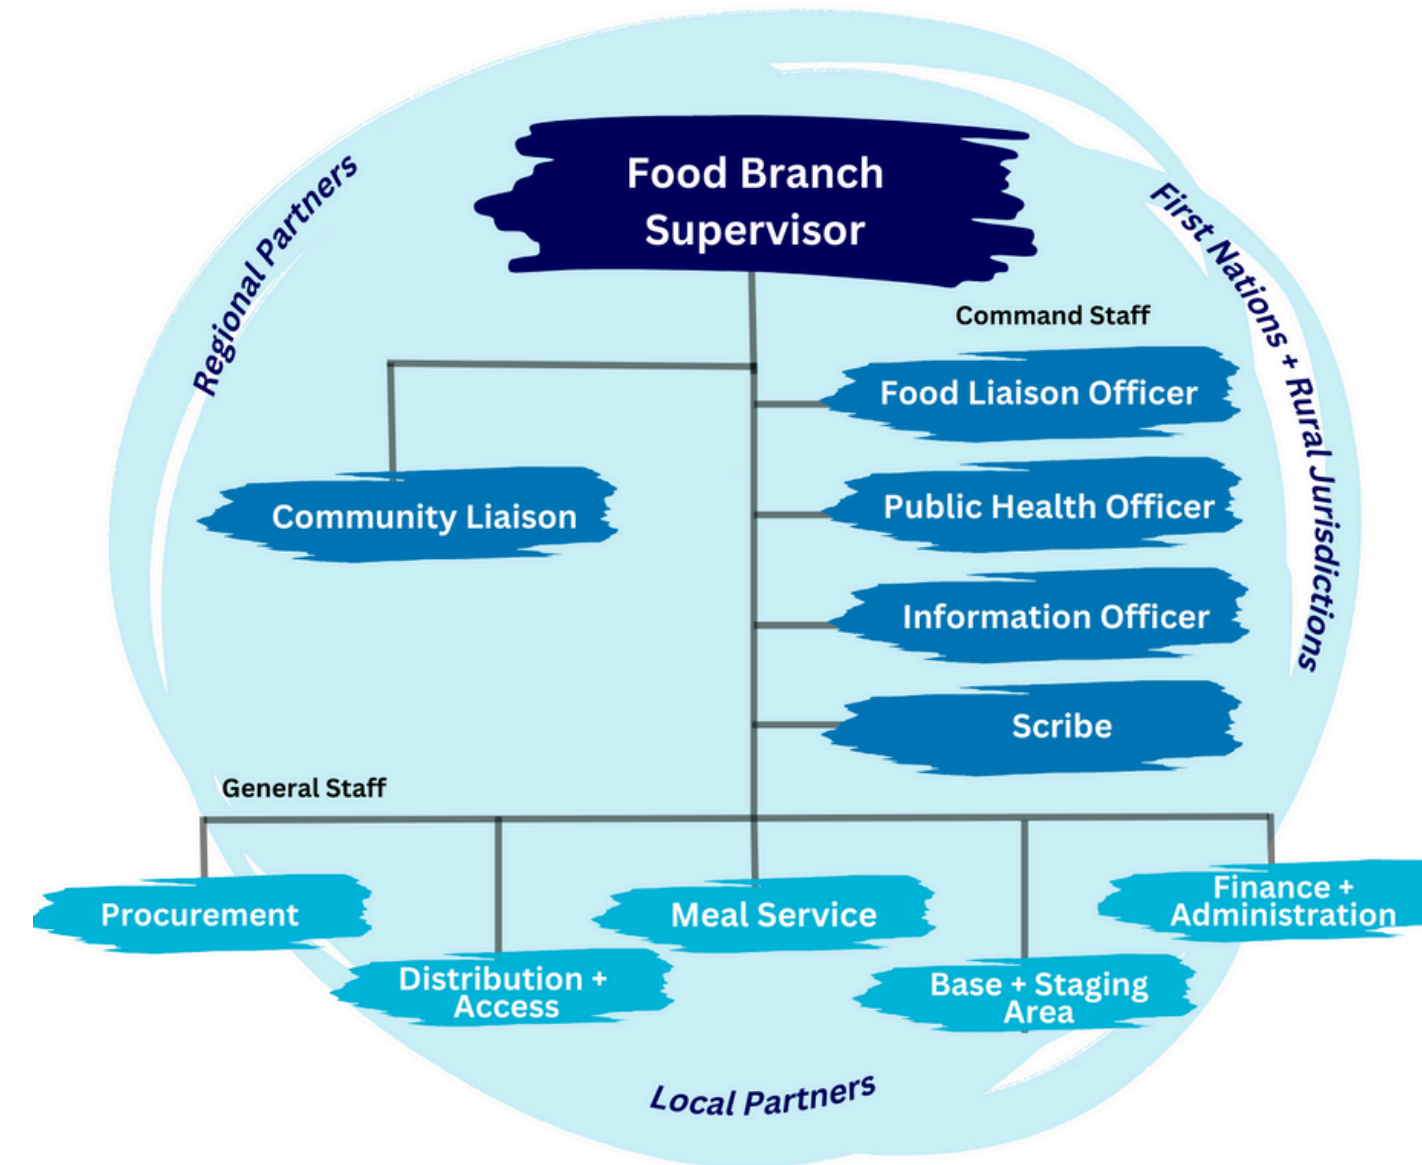 Food Branch
Supervisor
Regional Partners
First Nations + Rural Jurisdictions
Command Staff
Food Liaison Officer
Community Liaison
Public Health Officer
Information Officer
Scribe
General Staff
Procurement
Distribution +
Access
Meal Service
Base + Staging
Area
Finance +
Administration
Local Partners